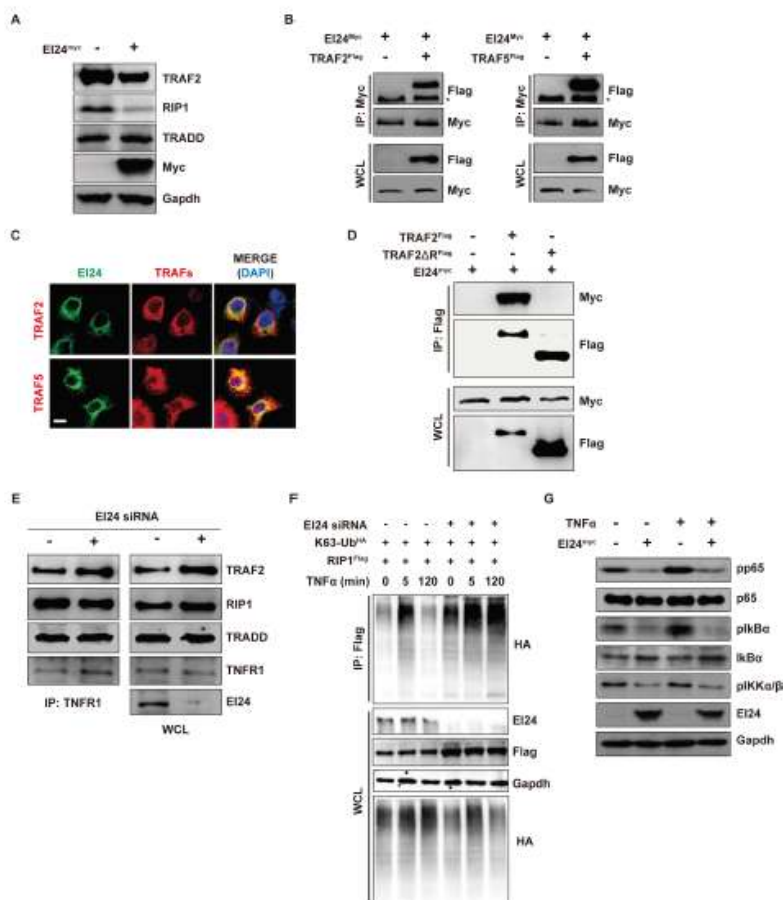 A
EI24myc - +
TRAF2
RIP1
TRADD
Myc
Gapdh
B
EI24Myc + +
TRAF2Flag - +
IP: Myc
Flag
*
Myc
WCL
Flag
Myc
EI24Myc + +
TRAF5Flag - +
IP: Myc
Flag
*
Myc
WCL
Flag
Myc
C
EI24 TRAFs MERGE
(DAPI)
TRAF2
TRAF5
D
TRAF2Flag - + -
TRAF2ΔRFlag - - +
EI24myc + + +
IP: Flag
Myc
Flag
WCL
Myc
Flag
E
EI24 siRNA
- + - +
TRAF2
RIP1
TRADD
TNFR1
EI24
IP: TNFR1
WCL
F
EI24 siRNA - - - + + +
K63-UbHA + + + + + +
RIP1Flag + + + + + +
TNFα (min) 0 5 120 0 5 120
IP: Flag
HA
WCL
EI24
Flag
Gapdh
HA
G
TNFα - - + +
EI24myc - + - +
pp65
p65
pIkBα
IkBα
pIKKα/β
EI24
Gapdh